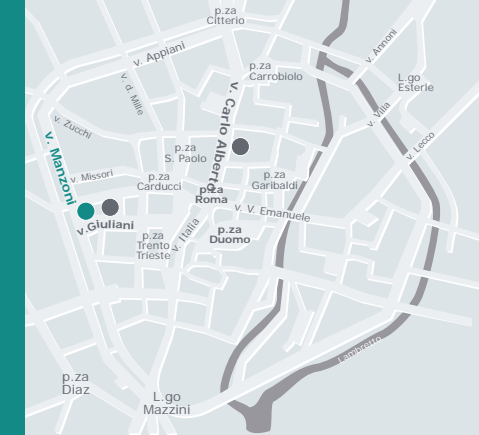 p.za
Citterio
v. Appiani
v. Annoni
p.za
Carrobiolo
L.go
Esterle
v. d. Mille
v. Carlo Alberto
v. Villa
v. Zucchi
v. Lecco
v. Manzoni
p.za
S. Paolo
v. Missori
p.za
Carducci
p.za
Garibaldi
p.za
Roma
v. V. Emanuele
v.Giuliani
v. Italia
p.za
Duomo
p.za
Trento
Trieste
Lambretto
p.za
Diaz
L.go
Mazzini